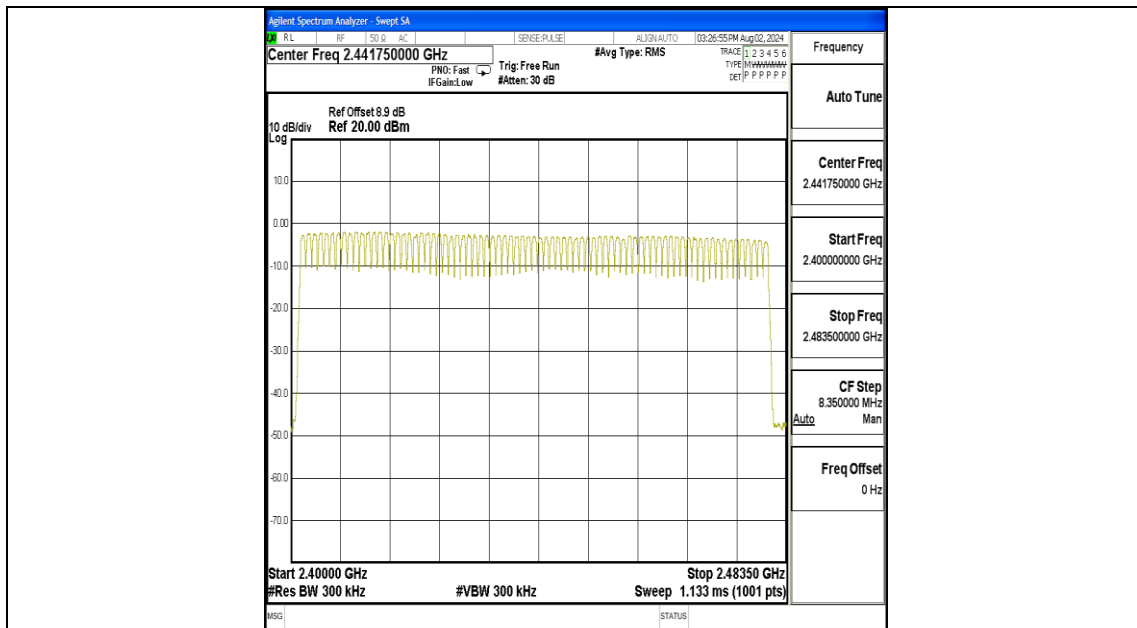 Agilent Spectrum Analyzer - Swept SA
RL RF 50 Ω AC SENSE:PULSE ALIGN AUTO 03:26:55 PM Aug 02, 2024
Center Freq 2.441750000 GHz
#Avg Type: RMS
TRACE 1 2 3 4 5 6
TYPE
DET P P P P P P
PNO: Fast
IFGain:Low
Trig: Free Run
#Atten: 30 dB
Ref Offset 8.9 dB
10 dB/div Ref 20.00 dBm
Log
10.0
0.00
-10.0
-20.0
-30.0
-40.0
-50.0
-60.0
-70.0
Start 2.40000 GHz Stop 2.48350 GHz
#Res BW 300 kHz #VBW 300 kHz Sweep 1.133 ms (1001 pts)
MSG STATUS
Frequency
Auto Tune
Center Freq
2.441750000 GHz
Start Freq
2.400000000 GHz
Stop Freq
2.483500000 GHz
CF Step
8.350000 MHz
Auto Man
Freq Offset
0 Hz